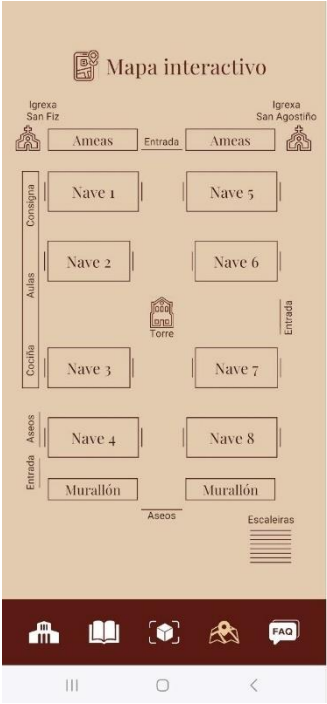 Mapa interactivo
Igrexa
San Fiz
Igrexa
San Agostiño
Ameas
Entrada
Ameas
Consigna
Nave 1
Nave 5
Aulas
Nave 2
Nave 6
Torre
Entrada
Cociña
Nave 3
Nave 7
Aseos
Nave 4
Nave 8
Entrada
Murallón
Murallón
Aseos
Escaleiras
FAQ